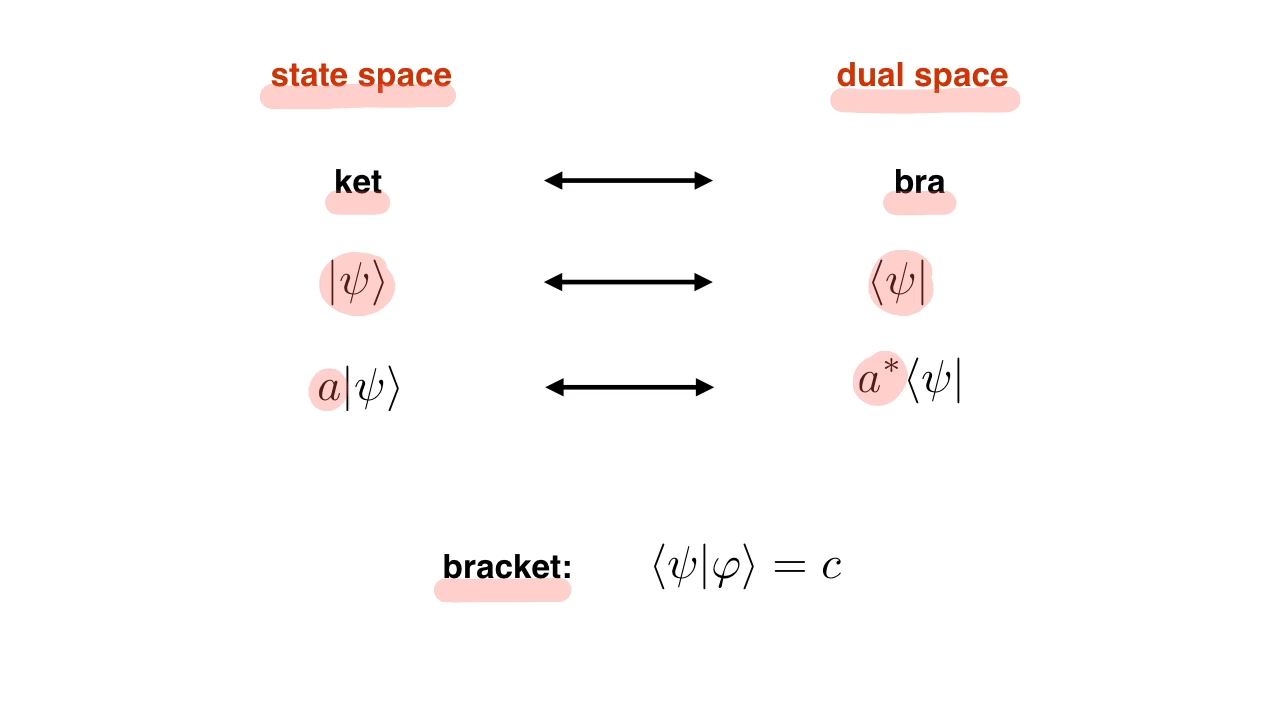 state space dual space
ket bra
|ψ⟩ ⟨ψ|
a|ψ⟩ a*⟨ψ|
bracket: ⟨ψ|φ⟩ = c